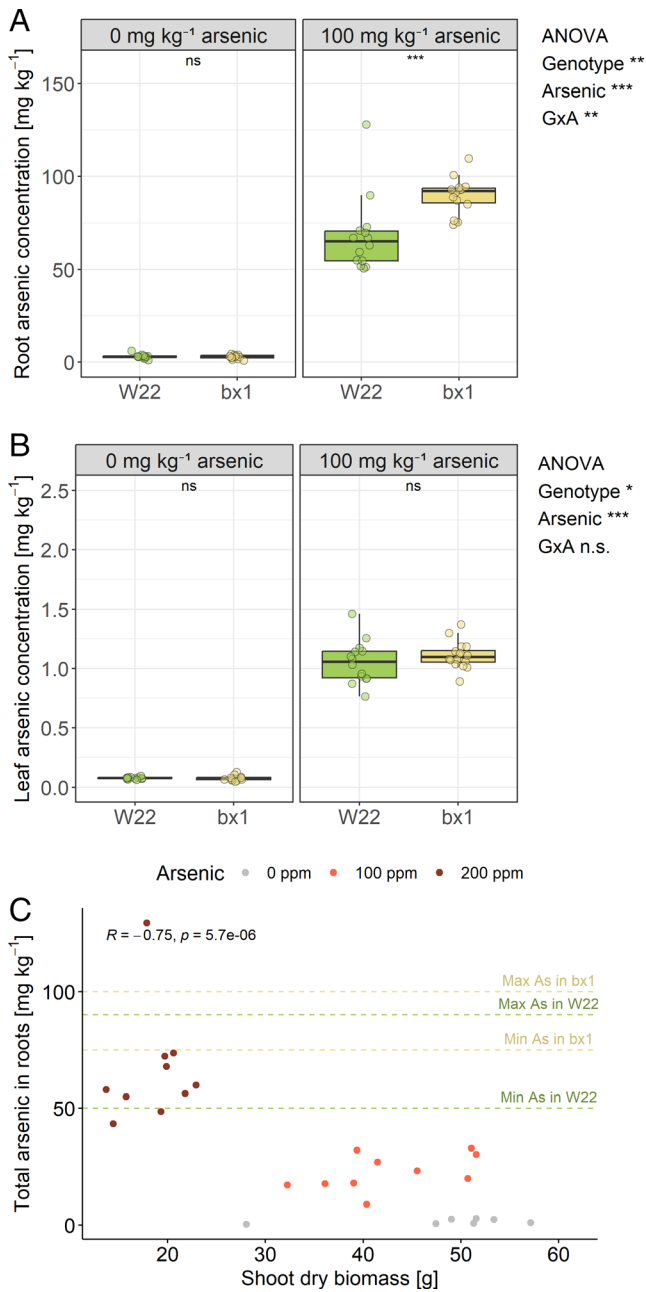 A
0 mg kg⁻¹ arsenic
100 mg kg⁻¹ arsenic
ns
***
ANOVA
Genotype **
Arsenic ***
GxA **
Root arsenic concentration [mg kg⁻¹]
150
100
50
0
W22
bx1
W22
bx1
B
0 mg kg⁻¹ arsenic
100 mg kg⁻¹ arsenic
ns
ns
ANOVA
Genotype *
Arsenic ***
GxA n.s.
Leaf arsenic concentration [mg kg⁻¹]
2.5
2.0
1.5
1.0
0.5
0.0
W22
bx1
W22
bx1
Arsenic 0 ppm 100 ppm 200 ppm
C
R = −0.75, p = 5.7e-06
Total arsenic in roots [mg kg⁻¹]
Max As in bx1
Max As in W22
Min As in bx1
Min As in W22
100
50
0
20 30 40 50 60
Shoot dry biomass [g]